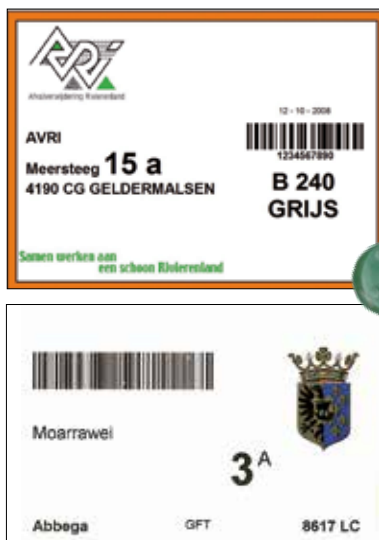 Afvalverwijdering Rivierenland
12 - 10 - 2008
1234567890
AVRI
Meersteeg 15 a
4190 CG GELDERMALSEN
B 240
GRIJS
Samen werken aan
een schoon Rivierenland
Moarrawei
3 A
Abbega GFT 8617 LC